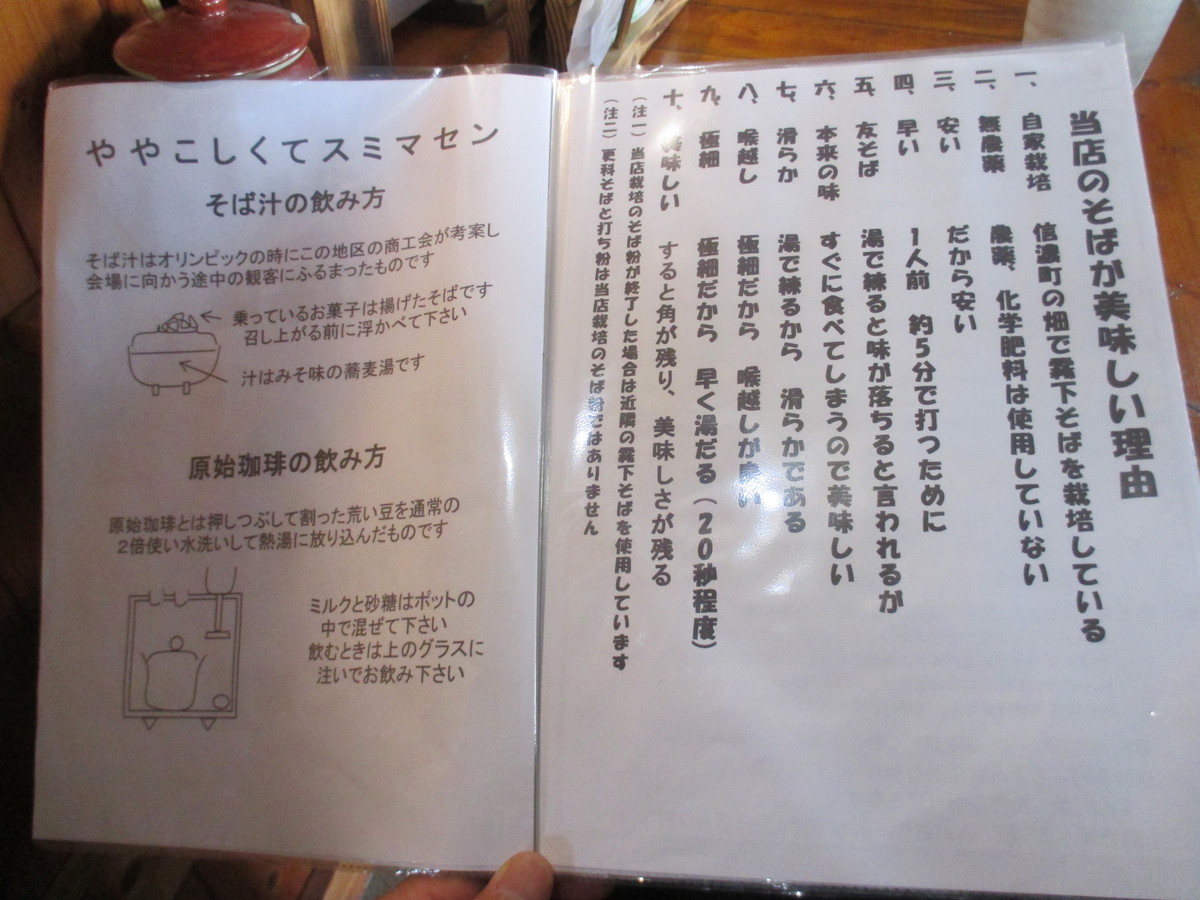 ややこしくてスミマセン
そば汁の飲み方
そば汁はオリンピックの時にこの地区の商工会が考案し
会場に向かう途中の観客にふるまったものです
乗っているお菓子は揚げたそばです
召し上がる前に浮かべて下さい
汁はみそ味の蕎麦湯です
原始珈琲の飲み方
原始珈琲とは押しつぶして割った荒い豆を通常の
2倍使い水洗いして熱湯に放り込んだものです
ミルクと砂糖はポットの
中で混ぜて下さい
飲むときは上のグラスに
注いでお飲み下さい
当店のそばが美味しい理由
一、 自家栽培 信濃町の畑で霧下そばを栽培している
二、 無農薬 農薬、化学肥料は使用していない
三、 安い だから安い
四、 早い 1人前 約5分で打つために
五、 友そば 湯で練ると味が落ちると言われるが
六、 本来の味 すぐに食べてしまうので美味しい
七、 滑らか 湯で練るから 滑らかである
八、 喉越し 極細だから 喉越しが良い
九、 極細 極細だから 早く湯だる(20秒程度)
十、 美味しい すると角が残り、美味しさが残る
(注一) 当店栽培のそば粉が終了した場合は近隣の霧下そばを使用しています
(注二) 更科そばと打ち粉は当店栽培のそば粉ではありません